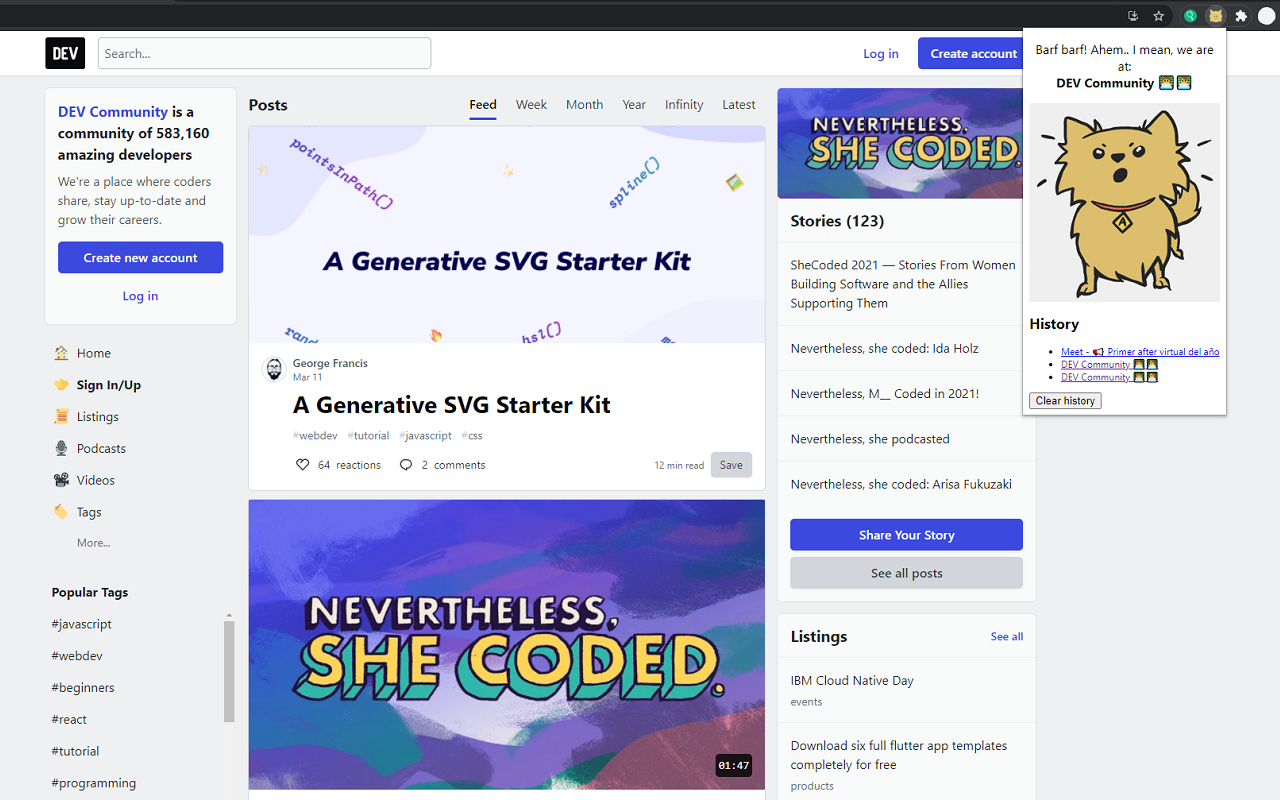 DEV
Search...
Log in
Create account
DEV Community is a
community of 583,160
amazing developers
We're a place where coders
share, stay up-to-date and
grow their careers.
Create new account
Log in
🏠 Home
🤝 Sign In/Up
📜 Listings
🎙️ Podcasts
📽️ Videos
🏷️ Tags
More...
Popular Tags
#javascript
#webdev
#beginners
#react
#tutorial
#programming
Posts
Feed Week Month Year Infinity Latest
pointsInPath()
spline()
A Generative SVG Starter Kit
hsl()
George Francis
Mar 11
A Generative SVG Starter Kit
#webdev #tutorial #javascript #css
64 reactions 2 comments
12 min read Save
NEVERTHELESS,
SHE CODED.
01:47
NEVERTHELESS,
SHE CODED.
Stories (123)
SheCoded 2021 — Stories From Women
Building Software and the Allies
Supporting Them
Nevertheless, she coded: Ida Holz
Nevertheless, M__ Coded in 2021!
Nevertheless, she podcasted
Nevertheless, she coded: Arisa Fukuzaki
Share Your Story
See all posts
Listings
See all
IBM Cloud Native Day
events
Download six full flutter app templates
completely for free
products
Barf barf! Ahem.. I mean, we are
at:
DEV Community 👩‍💻👨‍💻
A
History
Meet - 📢 Primer after virtual del año
DEV Community 👩‍💻👨‍💻
DEV Community 👩‍💻👨‍💻
Clear history